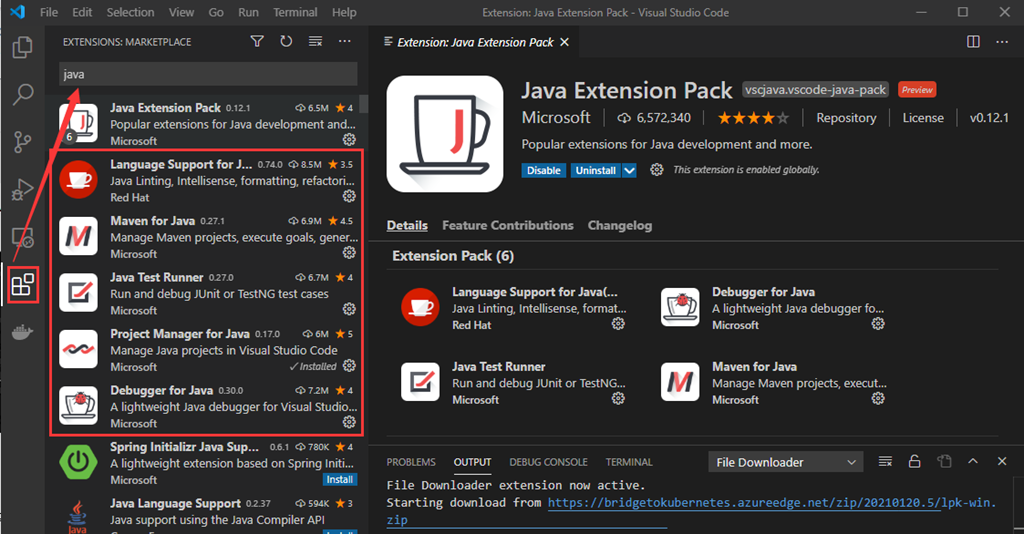 File Edit Selection View Go Run Terminal Help
Extension: Java Extension Pack - Visual Studio Code
EXTENSIONS: MARKETPLACE
java
Java Extension Pack 0.12.1 6.5M ★ 4
Popular extensions for Java development and...
Microsoft
6
Language Support for J... 0.74.0 8.5M ★ 3.5
Java Linting, Intellisense, formatting, refactori...
Red Hat
Maven for Java 0.27.1 6.9M ★ 4.5
Manage Maven projects, execute goals, gener...
Microsoft
Java Test Runner 0.27.0 6.7M ★ 4
Run and debug JUnit or TestNG test cases
Microsoft
Project Manager for Java 0.17.0 6M ★ 5
Manage Java projects in Visual Studio Code
Microsoft ✓Installed
Debugger for Java 0.30.0 7.2M ★ 4
A lightweight Java debugger for Visual Studio...
Microsoft
Spring Initializr Java Sup... 0.6.1 780K ★ 4
A lightweight extension based on Spring Initi...
Microsoft Install
Java Language Support 0.2.37 594K ★ 3
Java support using the Java Compiler API
Java
Extension: Java Extension Pack
Java Extension Pack vscjava.vscode-java-pack Preview
Microsoft 6,572,340 ★★★★☆ Repository License v0.12.1
Popular extensions for Java development and more.
Disable Uninstall This extension is enabled globally.
Details Feature Contributions Changelog
Extension Pack (6)
Language Support for Java(...
Java Linting, Intellisense, format...
Red Hat
Debugger for Java
A lightweight Java debugger fo...
Microsoft
Java Test Runner
Run and debug JUnit or TestNG...
Microsoft
Maven for Java
Manage Maven projects, execut...
Microsoft
PROBLEMS OUTPUT DEBUG CONSOLE TERMINAL File Downloader
File Downloader extension now active.
Starting download from https://bridgetokubernetes.azureedge.net/zip/20210120.5/lpk-win.
zip